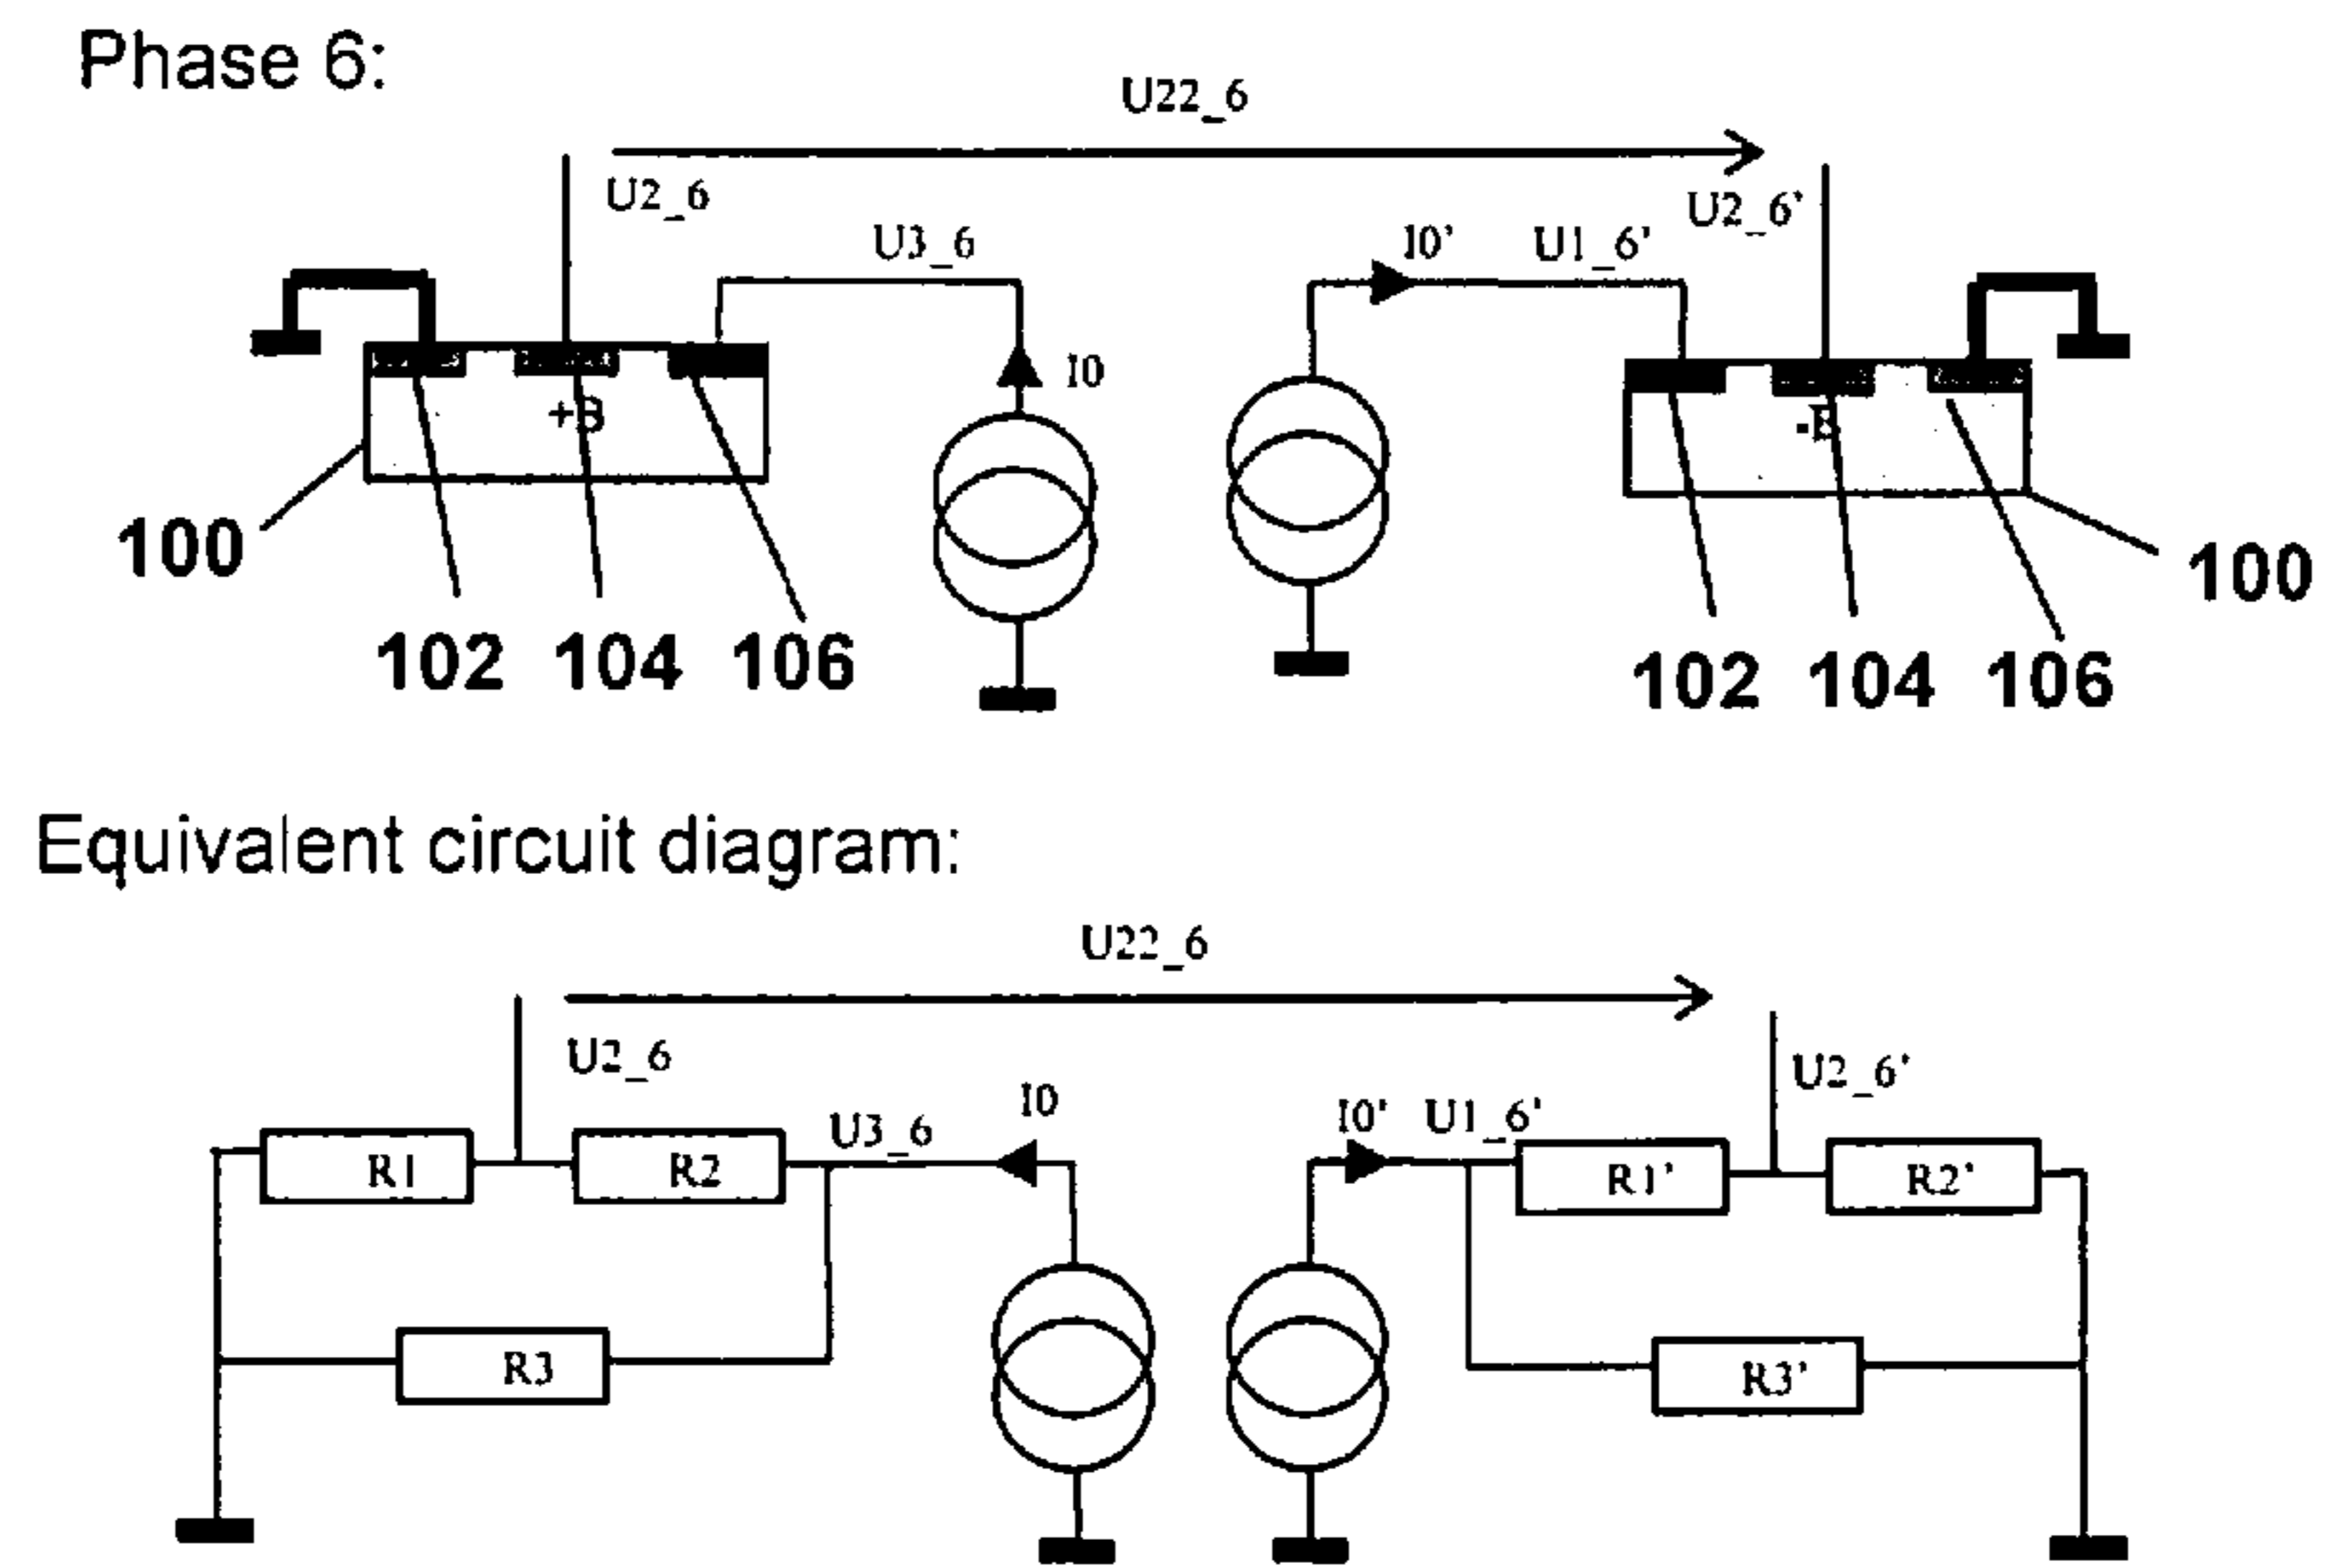 Phase 6:
U22_6
U2_6
U3_6
I0
I0'
U1_6'
U2_6'
+B
-B
100
102 104 106
102 104 106
100
Equivalent circuit diagram:
U22_6
U2_6
U3_6
I0
I0'
U1_6'
U2_6'
R1
R2
R1'
R2'
R3
R3'